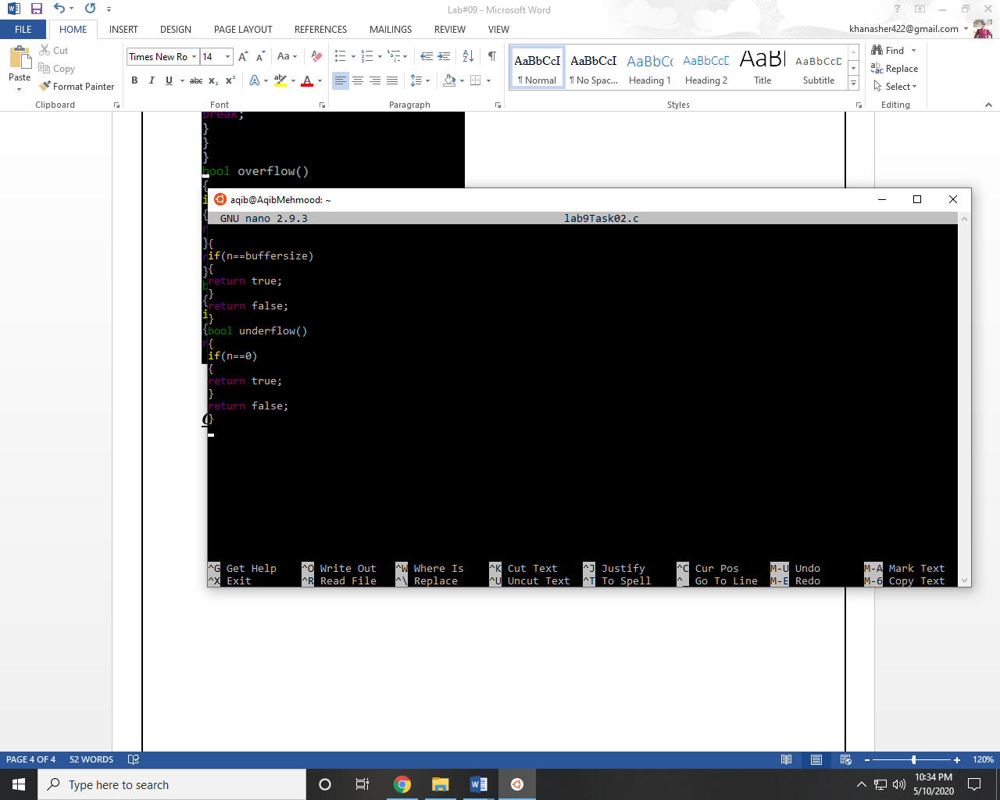 Lab#09 - Microsoft Word
FILE HOME INSERT DESIGN PAGE LAYOUT REFERENCES MAILINGS REVIEW VIEW
khanasher422@gmail.com
Paste
Cut
Copy
Format Painter
Clipboard
Times New Ro 14
Aa
B I U abc x₂ x²
Font
Paragraph
AaBbCcI AaBbCcI AaBbCc AaBbCcD AaB AaBbCcD
¶ Normal ¶ No Spac... Heading 1 Heading 2 Title Subtitle
Styles
Find
Replace
Select
Editing
break;
}
}
}
bool overflow()
{
aqib@AqibMehmood: ~
GNU nano 2.9.3 lab9Task02.c
{
if(n==buffersize)
{
return true;
}
return false;
}
bool underflow()
{
if(n==0)
{
return true;
}
return false;
}
^G Get Help ^O Write Out ^W Where Is ^K Cut Text ^J Justify ^C Cur Pos M-U Undo M-A Mark Text
^X Exit ^R Read File ^\ Replace ^U Uncut Text ^T To Spell ^_ Go To Line M-E Redo M-6 Copy Text
PAGE 4 OF 4 52 WORDS
120%
Type here to search
10:34 PM
5/10/2020